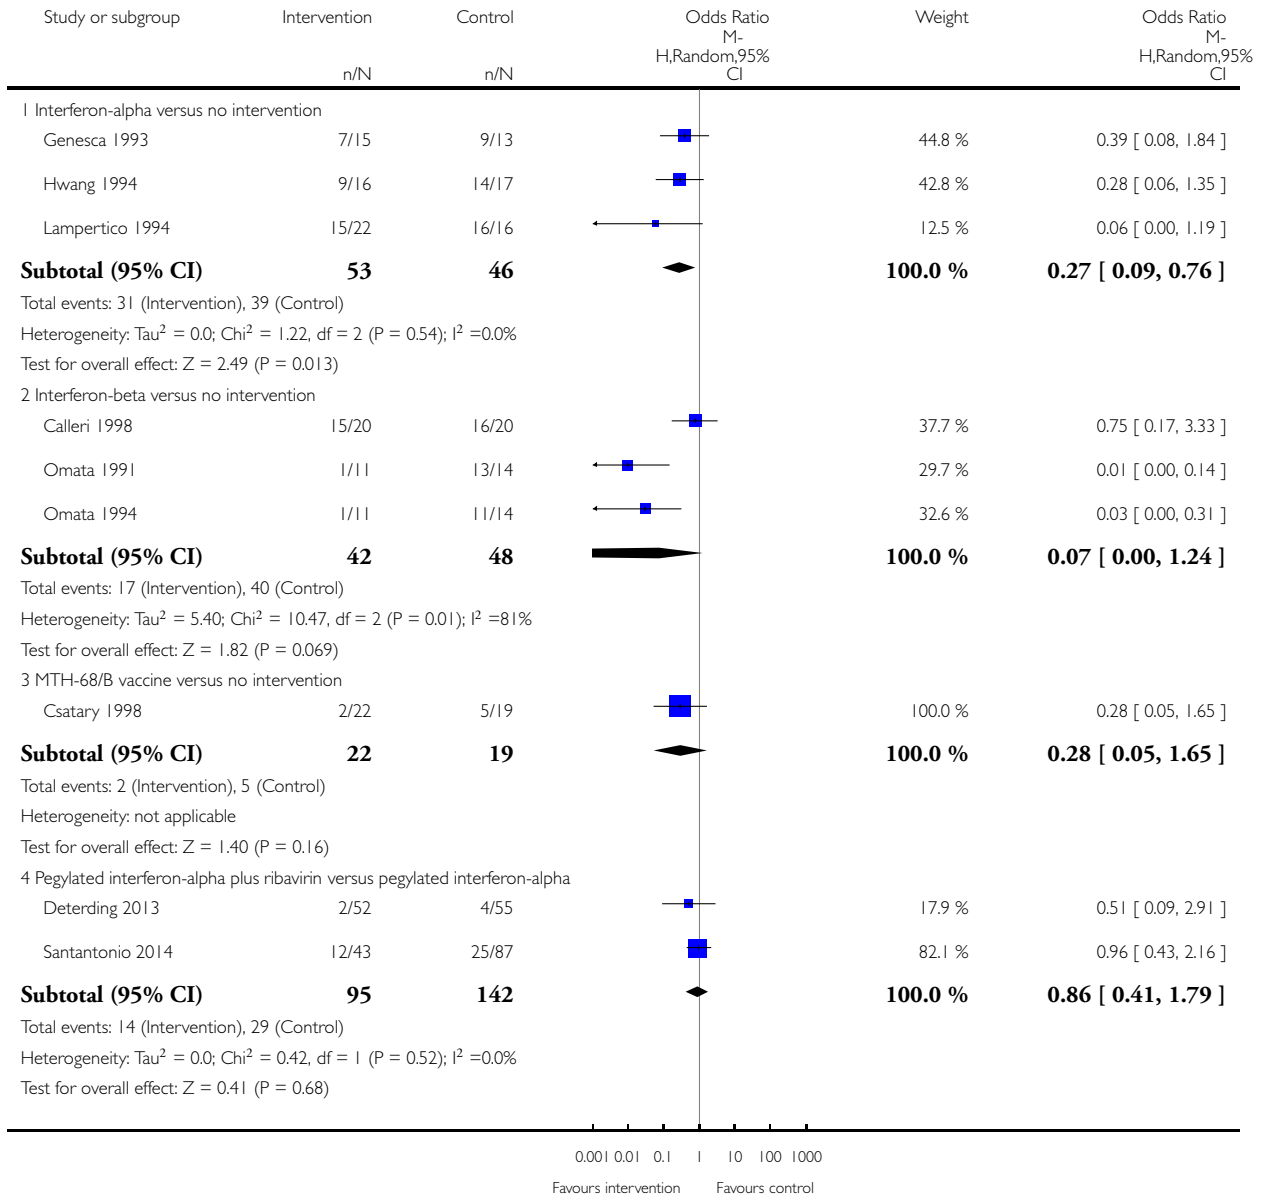 Study or subgroup Intervention Control Odds Ratio Weight Odds Ratio
M- M-
H,Random,95% H,Random,95%
n/N n/N CI CI
1 Interferon-alpha versus no intervention
Genesca 1993 7/15 9/13 44.8 % 0.39 [ 0.08, 1.84 ]
Hwang 1994 9/16 14/17 42.8 % 0.28 [ 0.06, 1.35 ]
Lampertico 1994 15/22 16/16 12.5 % 0.06 [ 0.00, 1.19 ]
Subtotal (95% CI) 53 46 100.0 % 0.27 [ 0.09, 0.76 ]
Total events: 31 (Intervention), 39 (Control)
Heterogeneity: Tau² = 0.0; Chi² = 1.22, df = 2 (P = 0.54); I² =0.0%
Test for overall effect: Z = 2.49 (P = 0.013)
2 Interferon-beta versus no intervention
Calleri 1998 15/20 16/20 37.7 % 0.75 [ 0.17, 3.33 ]
Omata 1991 1/11 13/14 29.7 % 0.01 [ 0.00, 0.14 ]
Omata 1994 1/11 11/14 32.6 % 0.03 [ 0.00, 0.31 ]
Subtotal (95% CI) 42 48 100.0 % 0.07 [ 0.00, 1.24 ]
Total events: 17 (Intervention), 40 (Control)
Heterogeneity: Tau² = 5.40; Chi² = 10.47, df = 2 (P = 0.01); I² =81%
Test for overall effect: Z = 1.82 (P = 0.069)
3 MTH-68/B vaccine versus no intervention
Csatary 1998 2/22 5/19 100.0 % 0.28 [ 0.05, 1.65 ]
Subtotal (95% CI) 22 19 100.0 % 0.28 [ 0.05, 1.65 ]
Total events: 2 (Intervention), 5 (Control)
Heterogeneity: not applicable
Test for overall effect: Z = 1.40 (P = 0.16)
4 Pegylated interferon-alpha plus ribavirin versus pegylated interferon-alpha
Deterding 2013 2/52 4/55 17.9 % 0.51 [ 0.09, 2.91 ]
Santantonio 2014 12/43 25/87 82.1 % 0.96 [ 0.43, 2.16 ]
Subtotal (95% CI) 95 142 100.0 % 0.86 [ 0.41, 1.79 ]
Total events: 14 (Intervention), 29 (Control)
Heterogeneity: Tau² = 0.0; Chi² = 0.42, df = 1 (P = 0.52); I² =0.0%
Test for overall effect: Z = 0.41 (P = 0.68)
0.001 0.01 0.1 1 10 100 1000
Favours intervention Favours control